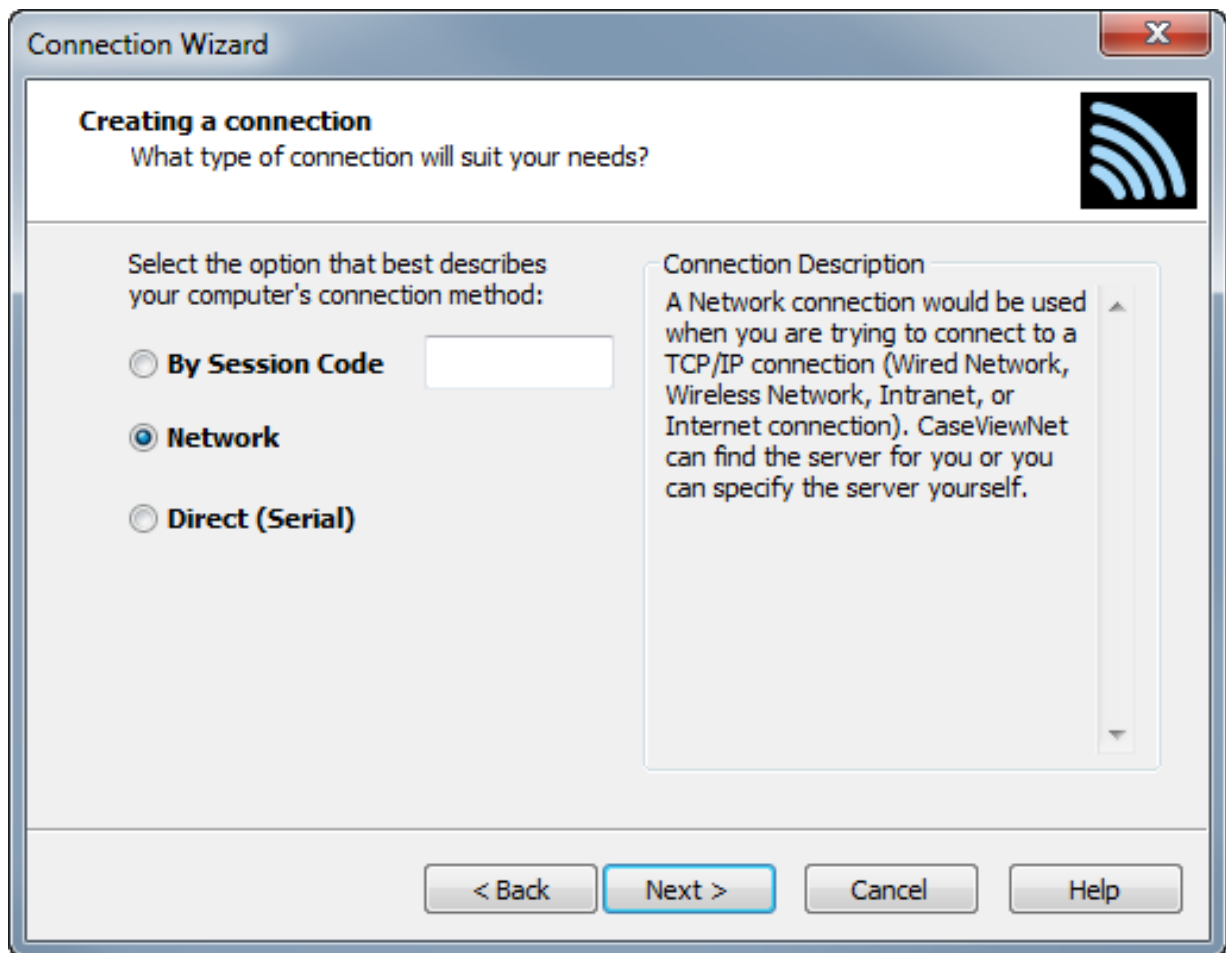 Connection Wizard
Creating a connection
What type of connection will suit your needs?
Select the option that best describes
your computer's connection method:
By Session Code
Network
Direct (Serial)
Connection Description
A Network connection would be used
when you are trying to connect to a
TCP/IP connection (Wired Network,
Wireless Network, Intranet, or
Internet connection). CaseViewNet
can find the server for you or you
can specify the server yourself.
< Back
Next >
Cancel
Help